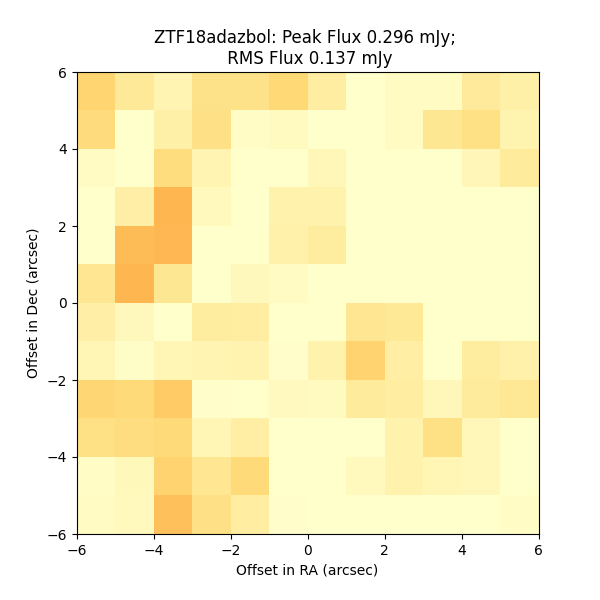 ZTF18adazbol: Peak Flux 0.296 mJy;
RMS Flux 0.137 mJy
6
4
2
0
−2
−4
−6
Offset in Dec (arcsec)
−6 −4 −2 0 2 4 6
Offset in RA (arcsec)